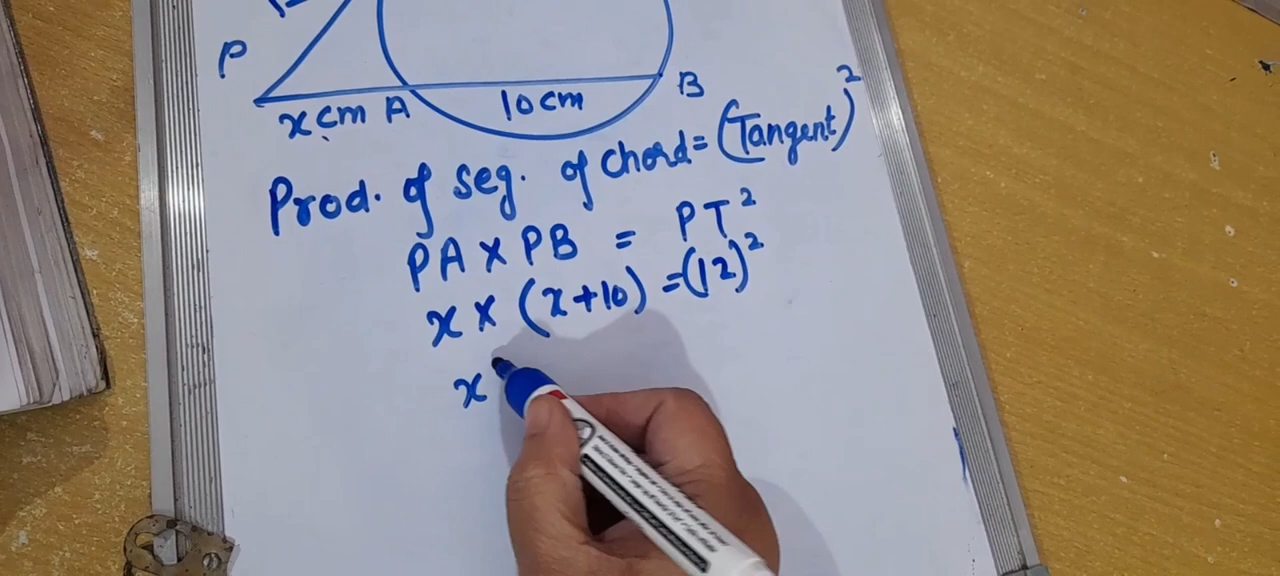 P
x cm A 10 cm B
Prod. of seg. of chord = (Tangent)²
PA × PB = PT²
x × (x+10) = (12)²
x